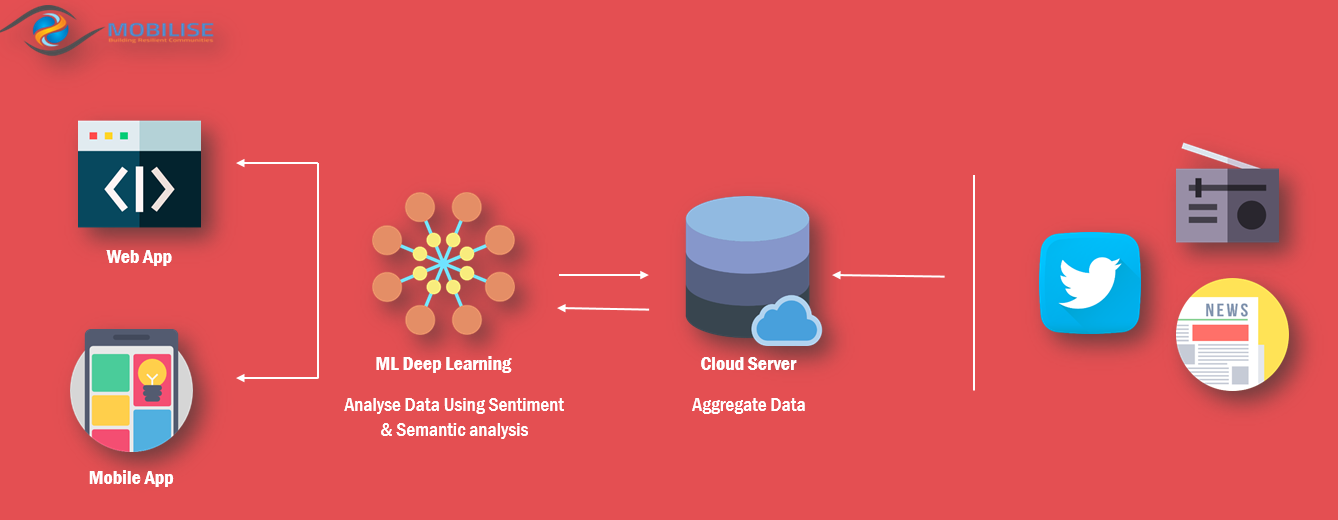 MOBILISE
Building Resilient Communities
Web App
Mobile App
ML Deep Learning
Analyse Data Using Sentiment
& Semantic analysis
Cloud Server
Aggregate Data
NEWS